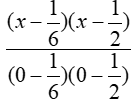 (x − 1/6)(x − 1/2)
(0 − 1/6)(0 − 1/2)